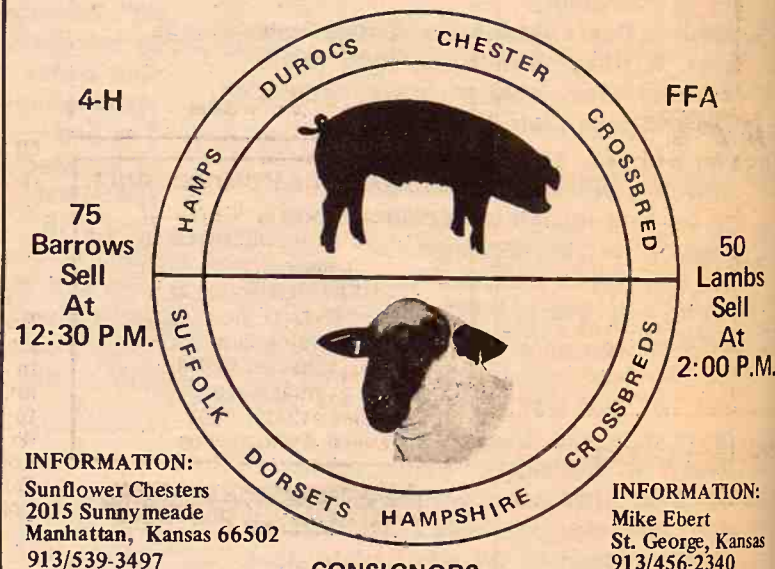 4-H
FFA
HAMPS DUROCS CHESTER CROSSBRED
75
Barrows
Sell
At
12:30 P.M.
50
Lambs
Sell
At
2:00 P.M.
SUFFOLK DORSETS HAMPSHIRE CROSSBREDS
INFORMATION:
Sunflower Chesters
2015 Sunnymeade
Manhattan, Kansas 66502
913/539-3497
INFORMATION:
Mike Ebert
St. George, Kansas
913/456-2340